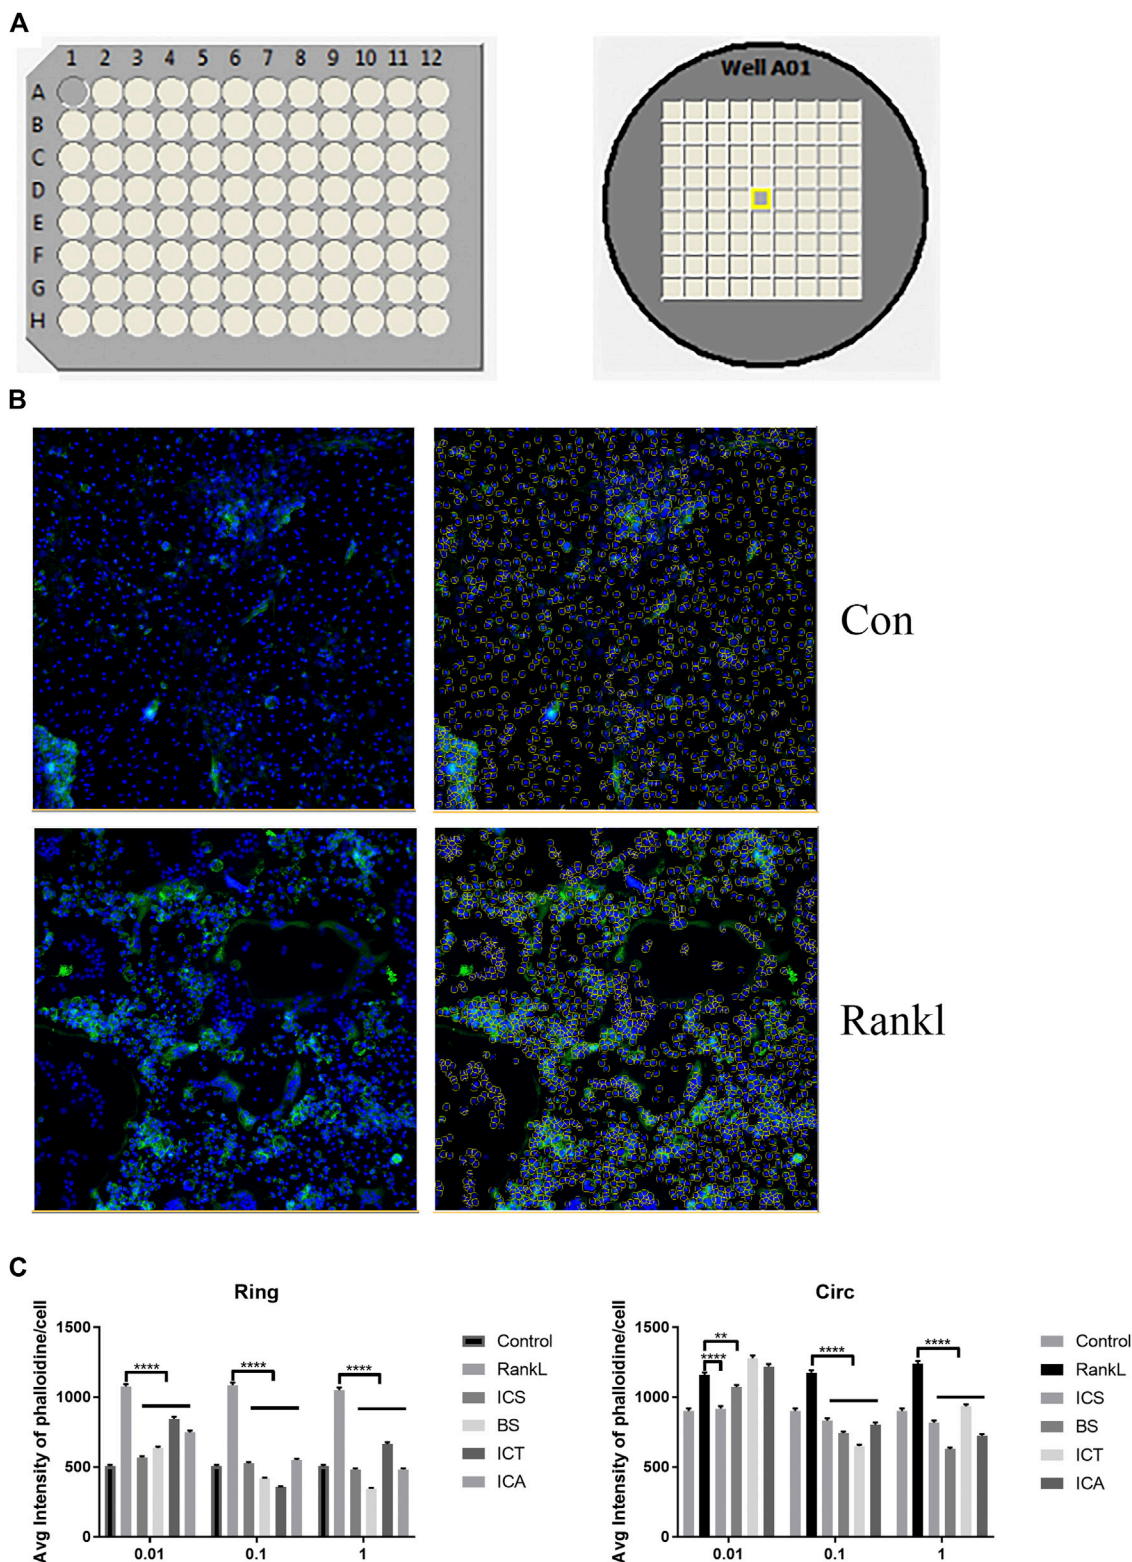 A
1 2 3 4 5 6 7 8 9 10 11 12
A
B
C
D
E
F
G
H
Well A01
B
Con
Rankl
C
Ring
Avg Intensity of phalloidine/cell
1500
1000
500
0
****
****
****
0.01 0.1 1
Control
RankL
ICS
BS
ICT
ICA
Circ
Avg Intensity of phalloidine/cell
1500
1000
500
0
**
****
****
****
0.01 0.1 1
Control
RankL
ICS
BS
ICT
ICA